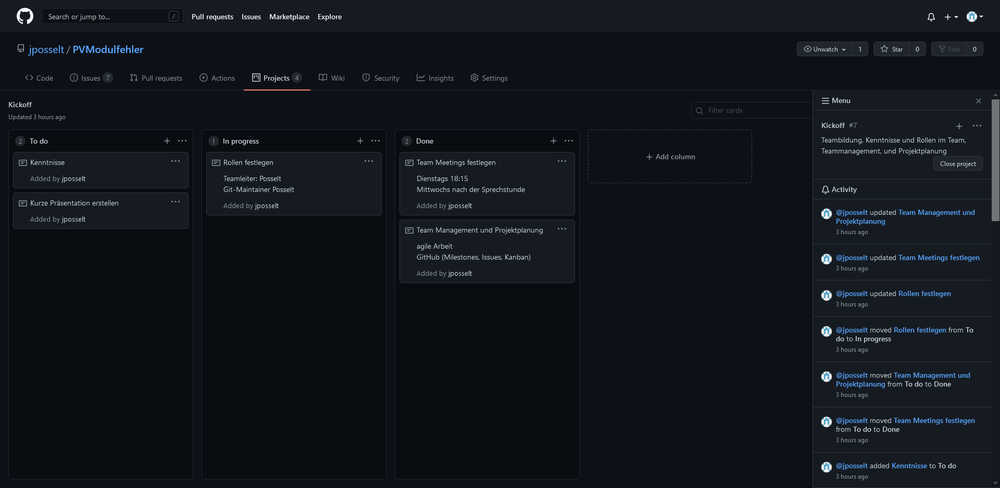 Search or jump to...
/
Pull requests
Issues
Marketplace
Explore
jposselt / PVModulfehler
Unwatch
1
Star
0
Fork
0
Code
Issues 7
Pull requests
Actions
Projects 4
Wiki
Security
Insights
Settings
Kickoff
Updated 3 hours ago
Filter cards
2 To do
Kenntnisse
Added by jposselt
Kurze Präsentation erstellen
Added by jposselt
1 In progress
Rollen festlegen
Teamleiter: Posselt
Git-Maintainer Posselt
Added by jposselt
2 Done
Team Meetings festlegen
Dienstags 18:15
Mittwochs nach der Sprechstunde
Added by jposselt
Team Management und Projektplanung
agile Arbeit
GitHub (Milestones, Issues, Kanban)
Added by jposselt
+ Add column
Menu
Kickoff #7
Teambildung, Kenntnisse und Rollen im Team,
Teammanagement, und Projektplanung
Close project
Activity
@jposselt updated Team Management und
Projektplanung
3 hours ago
@jposselt updated Team Meetings festlegen
3 hours ago
@jposselt updated Rollen festlegen
3 hours ago
@jposselt moved Rollen festlegen from To
do to In progress
3 hours ago
@jposselt moved Team Management und
Projektplanung from To do to Done
3 hours ago
@jposselt moved Team Meetings festlegen
from To do to Done
3 hours ago
@jposselt added Kenntnisse to To do
3 hours ago